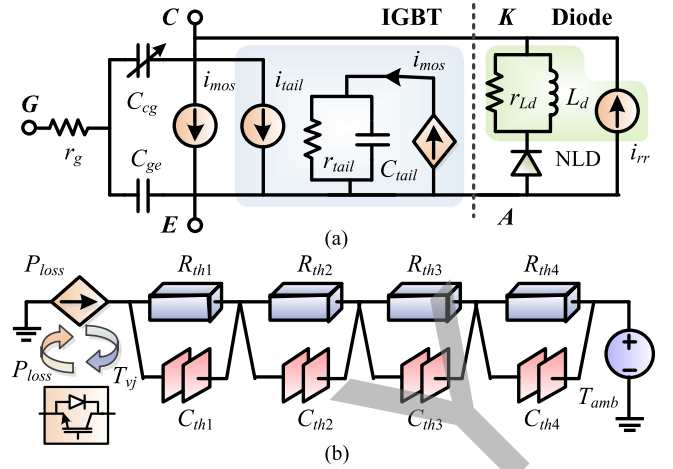 C IGBT K Diode
i_mos i_tail i_mos
G C_cg r_Ld L_d
r_g r_tail C_tail NLD i_rr
C_ge
E A
(a)
P_loss R_th1 R_th2 R_th3 R_th4
P_loss T_vj T_amb
C_th1 C_th2 C_th3 C_th4
(b)